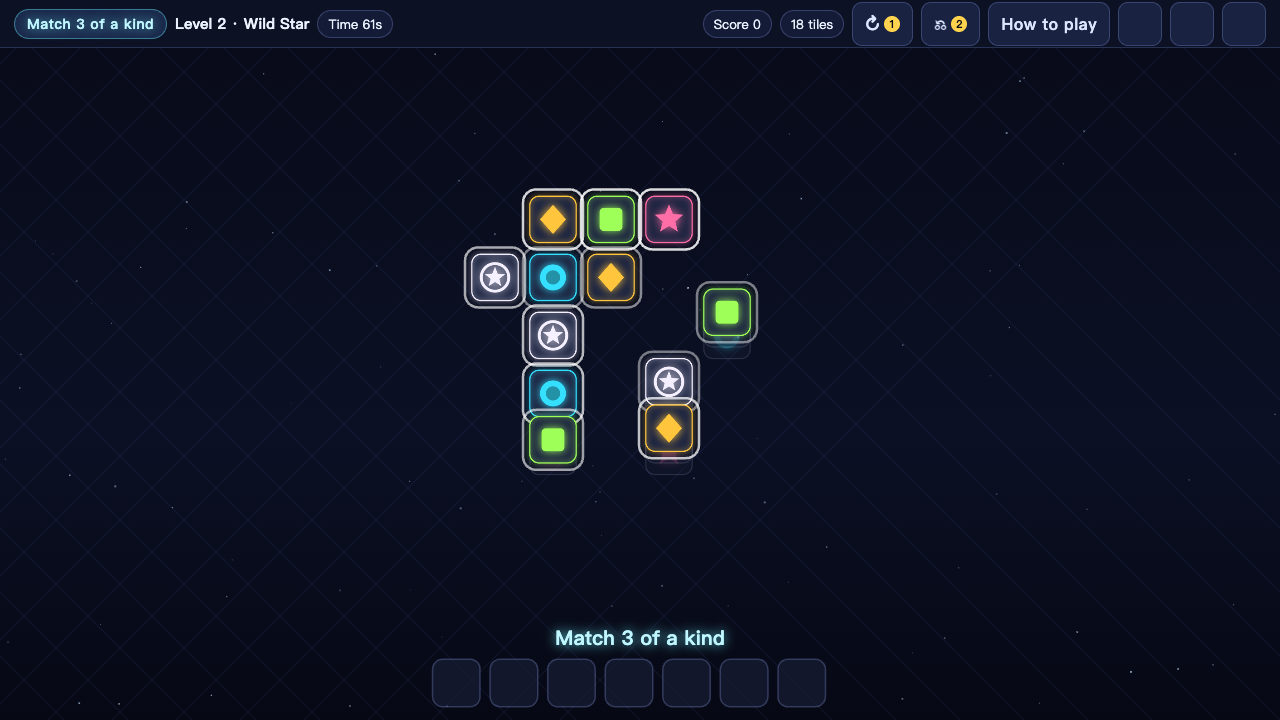 Match 3 of a kind
Level 2 · Wild Star
Time 61s
Score 0
18 tiles
1
2
How to play
Match 3 of a kind